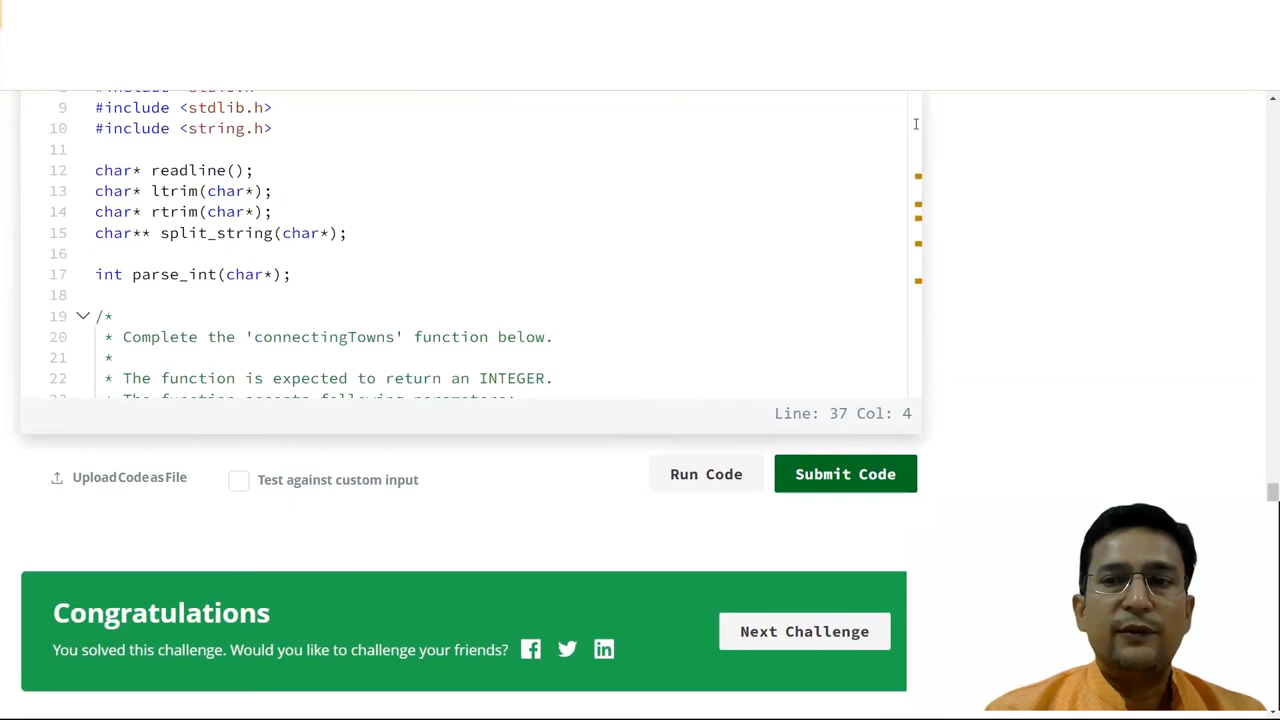 9 #include <stdlib.h>
10 #include <string.h>
11
12 char* readline();
13 char* ltrim(char*);
14 char* rtrim(char*);
15 char** split_string(char*);
16
17 int parse_int(char*);
18
19 /*
20 * Complete the 'connectingTowns' function below.
21 *
22 * The function is expected to return an INTEGER.
Line: 37 Col: 4
Upload Code as File
Test against custom input
Run Code
Submit Code
Congratulations
You solved this challenge. Would you like to challenge your friends?
Next Challenge